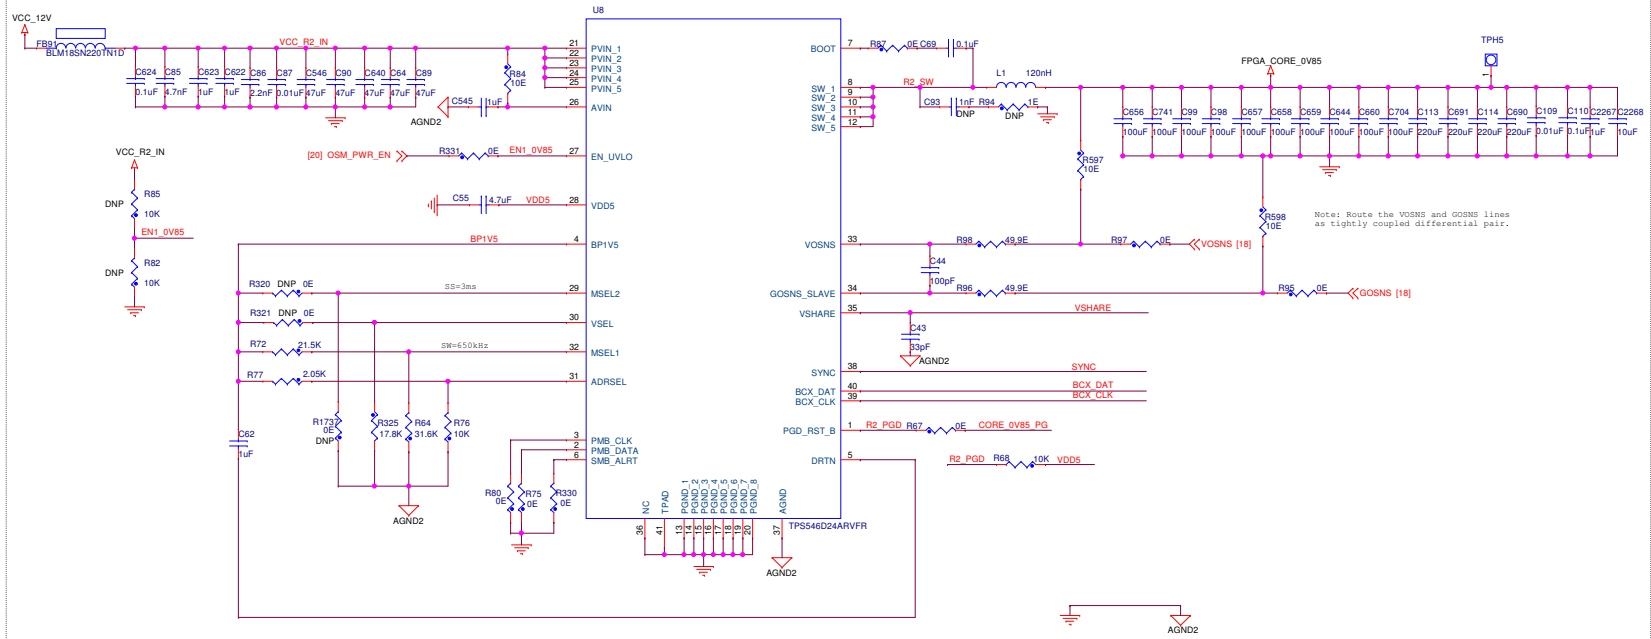 U8
VCC_12V
FB91
BLM18SN220TN1D
VCC_R2_IN
C624 C85 C623 C622 C86 C87 C546 C90 C640 C64 C89
0.1uF 4.7nF 1uF 1uF 2.2nF 0.01uF 47uF 47uF 47uF 47uF 47uF
R84
10E
C545 1uF
AGND2
21 PVIN_1
22 PVIN_2
23 PVIN_3
24 PVIN_4
25 PVIN_5
26 AVIN
[20] OSM_PWR_EN R331 0E EN1_0V85 27 EN_UVLO
VCC_R2_IN
R85
DNP
10K
EN1_0V85
R82
DNP
10K
C55 4.7uF VDD5 28 VDD5
BP1V5 4 BP1V5
R320 DNP 0E SS=3ms 29 MSEL2
R321 DNP 0E 30 VSEL
R72 21.5K SW=650kHz 32 MSEL1
R77 2.05K 31 ADRSEL
R1737
0E
DNP
R325
17.8K
R64
31.6K
R76
10K
C62
1uF
AGND2
3 PMB_CLK
2 PMB_DATA
6 SMB_ALRT
R80
0E
R75
0E
R330
0E
NC TPAD PGND_1 PGND_2 PGND_3 PGND_4 PGND_5 PGND_6 PGND_7 PGND_8 AGND
36 41 13 14 15 16 17 18 19 20 37
TPS546D24ARVFR
AGND2
BOOT 7 R87 0E C69 0.1uF
SW_1 8 R2_SW L1 120nH
SW_2 9
SW_3 10
SW_4 11
SW_5 12
C93 1nF R94 1E
DNP DNP
TPH5
1
FPGA_CORE_0V85
C656 C741 C99 C98 C657 C658 C659 C644 C660 C704 C113 C691 C114 C690 C109 C110 C2267 C2268
100uF 100uF 100uF 100uF 100uF 100uF 100uF 100uF 100uF 100uF 220uF 220uF 220uF 220uF 0.01uF 0.1uF 1uF 10uF
R597
10E
R598
10E
Note: Route the VOSNS and GOSNS lines
as tightly coupled differential pair.
VOSNS 33 R98 49.9E R97 0E VOSNS [18]
C44
100pF
GOSNS_SLAVE 34 R96 49.9E R95 0E GOSNS [18]
VSHARE 35 VSHARE
C43
33pF
AGND2
SYNC 38 SYNC
BCX_DAT 40 BCX_DAT
BCX_CLK 39 BCX_CLK
PGD_RST_B 1 R2_PGD R67 0E CORE_0V85_PG
DRTN 5
R2_PGD R68 10K VDD5
AGND2